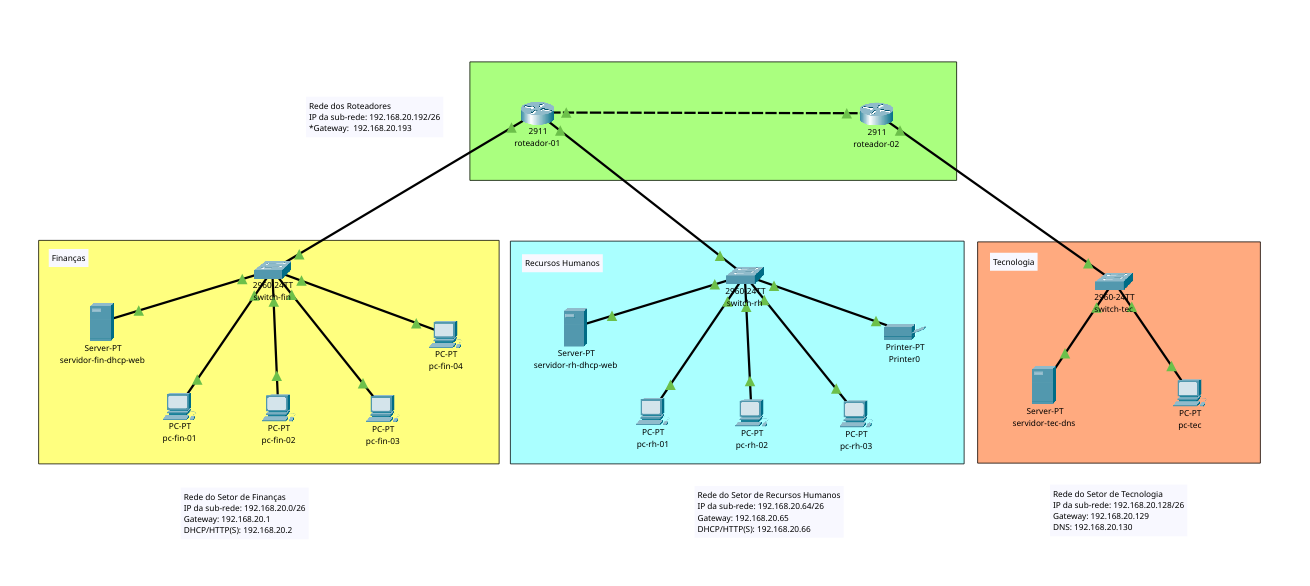 Rede dos Roteadores
IP da sub-rede: 192.168.20.192/26
*Gateway:  192.168.20.193
2911
roteador-01
2911
roteador-02
Finanças
2960-24TT
switch-fin
Server-PT
servidor-fin-dhcp-web
PC-PT
pc-fin-04
PC-PT
pc-fin-01
PC-PT
pc-fin-02
PC-PT
pc-fin-03
Recursos Humanos
2960-24TT
switch-rh
Server-PT
servidor-rh-dhcp-web
Printer-PT
Printer0
PC-PT
pc-rh-01
PC-PT
pc-rh-02
PC-PT
pc-rh-03
Tecnologia
2960-24TT
switch-tec
Server-PT
servidor-tec-dns
PC-PT
pc-tec
Rede do Setor de Finanças
IP da sub-rede: 192.168.20.0/26
Gateway: 192.168.20.1
DHCP/HTTP(S): 192.168.20.2
Rede do Setor de Recursos Humanos
IP da sub-rede: 192.168.20.64/26
Gateway: 192.168.20.65
DHCP/HTTP(S): 192.168.20.66
Rede do Setor de Tecnologia
IP da sub-rede: 192.168.20.128/26
Gateway: 192.168.20.129
DNS: 192.168.20.130